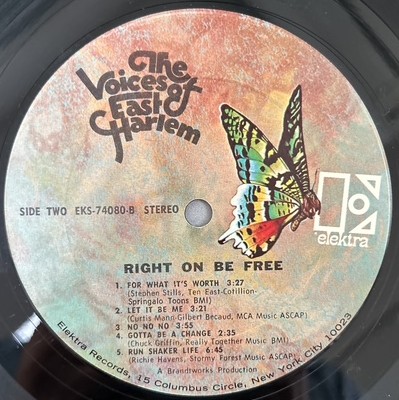 The
Voices of
East
Harlem
SIDE TWO EKS-74080-B STEREO
elektra
RIGHT ON BE FREE
1. FOR WHAT IT'S WORTH 3:27
(Stephen Stills, Ten East-Cotillion-
Springalo Toons BMI)
2. LET IT BE ME 3:21
(Curtis Mann-Gilbert Becaud, MCA Music ASCAP)
3. NO NO NO 3:55
4. GOTTA BE A CHANGE 2:35
(Chuck Griffin, Really Together Music BMI)
5. RUN SHAKER LIFE 6:45
(Richie Havens, Stormy Forest Music ASCAP)
A Brandtworks Production
Elektra Records, 15 Columbus Circle, New York City 10023